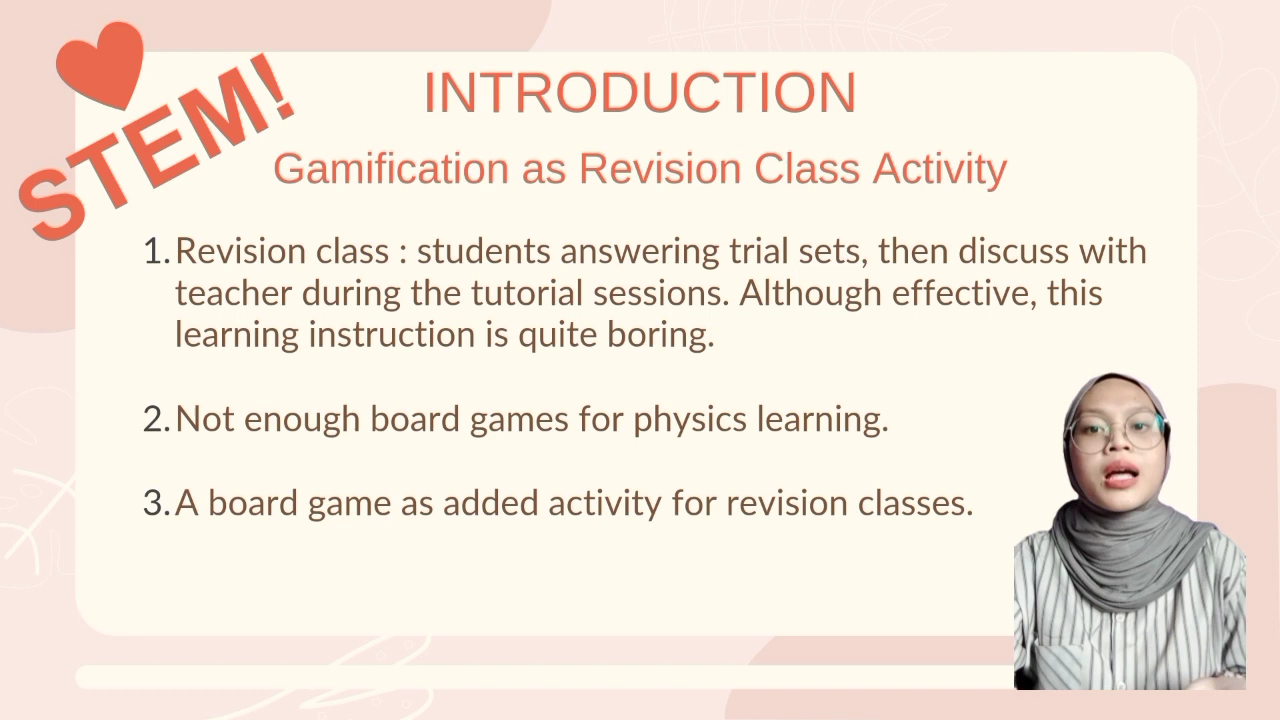 STEM!
INTRODUCTION
Gamification as Revision Class Activity
1. Revision class : students answering trial sets, then discuss with
teacher during the tutorial sessions. Although effective, this
learning instruction is quite boring.
2. Not enough board games for physics learning.
3. A board game as added activity for revision classes.